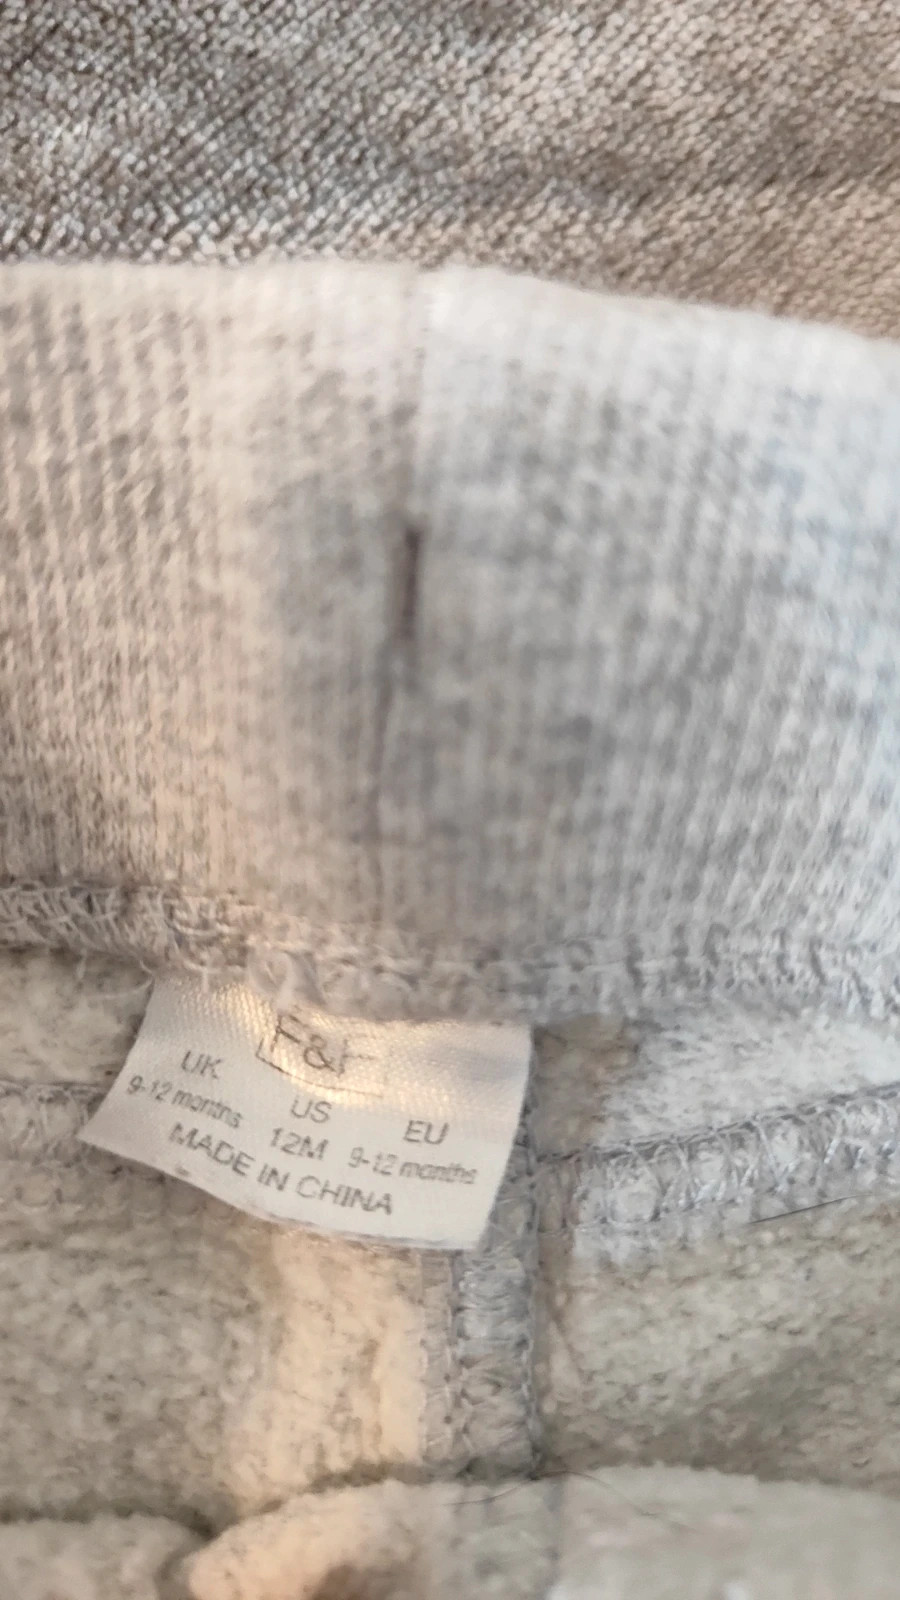 F&F
UK US EU
9-12 months 12M 9-12 months
MADE IN CHINA